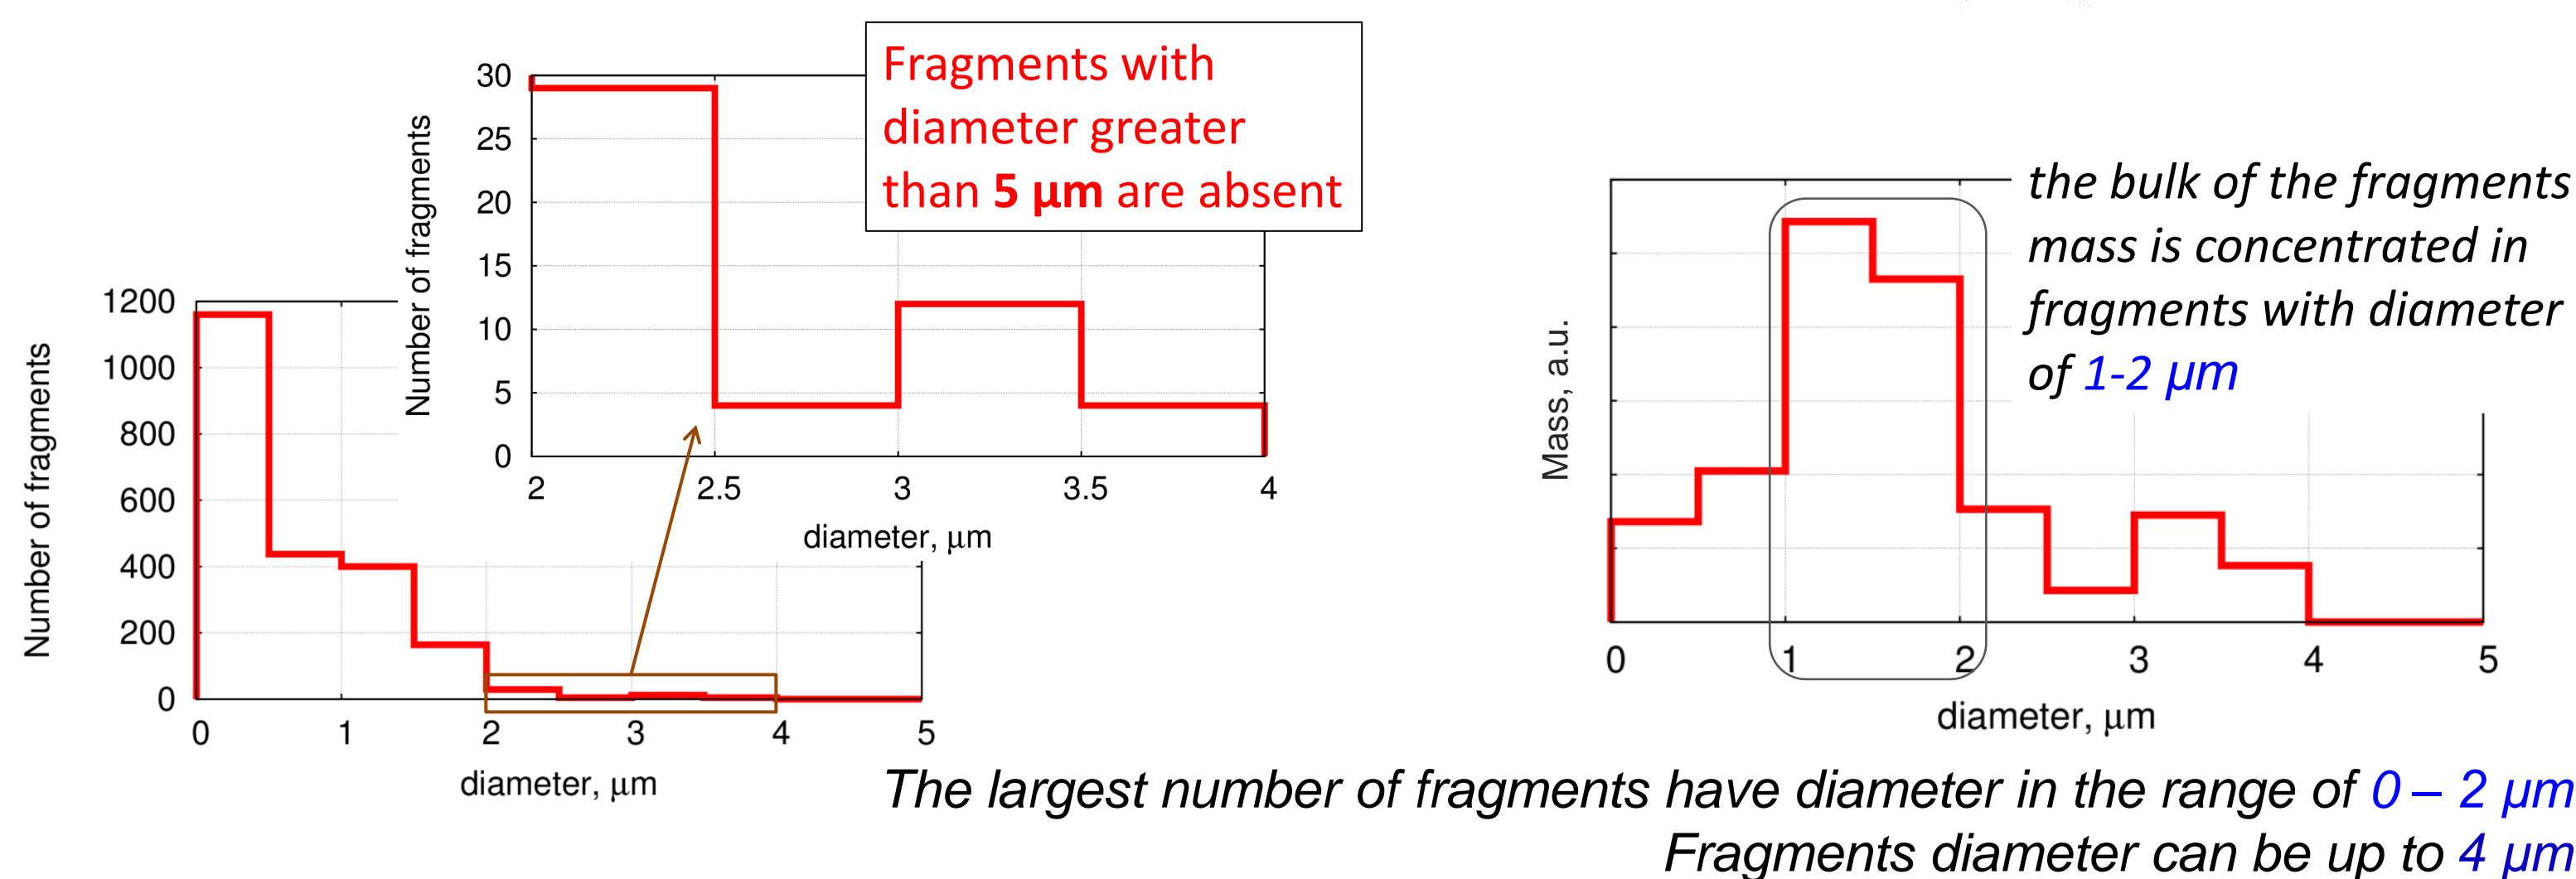 Fragments with
diameter greater
than 5 μm are absent
30
25
20
15
10
5
0
Number of fragments
2 2.5 3 3.5 4
diameter, μm
1200
1000
800
600
400
200
0
Number of fragments
0 1 2 3 4 5
diameter, μm
the bulk of the fragments
mass is concentrated in
fragments with diameter
of 1-2 μm
Mass, a.u.
0 1 2 3 4 5
diameter, μm
The largest number of fragments have diameter in the range of 0 – 2 μm
Fragments diameter can be up to 4 μm